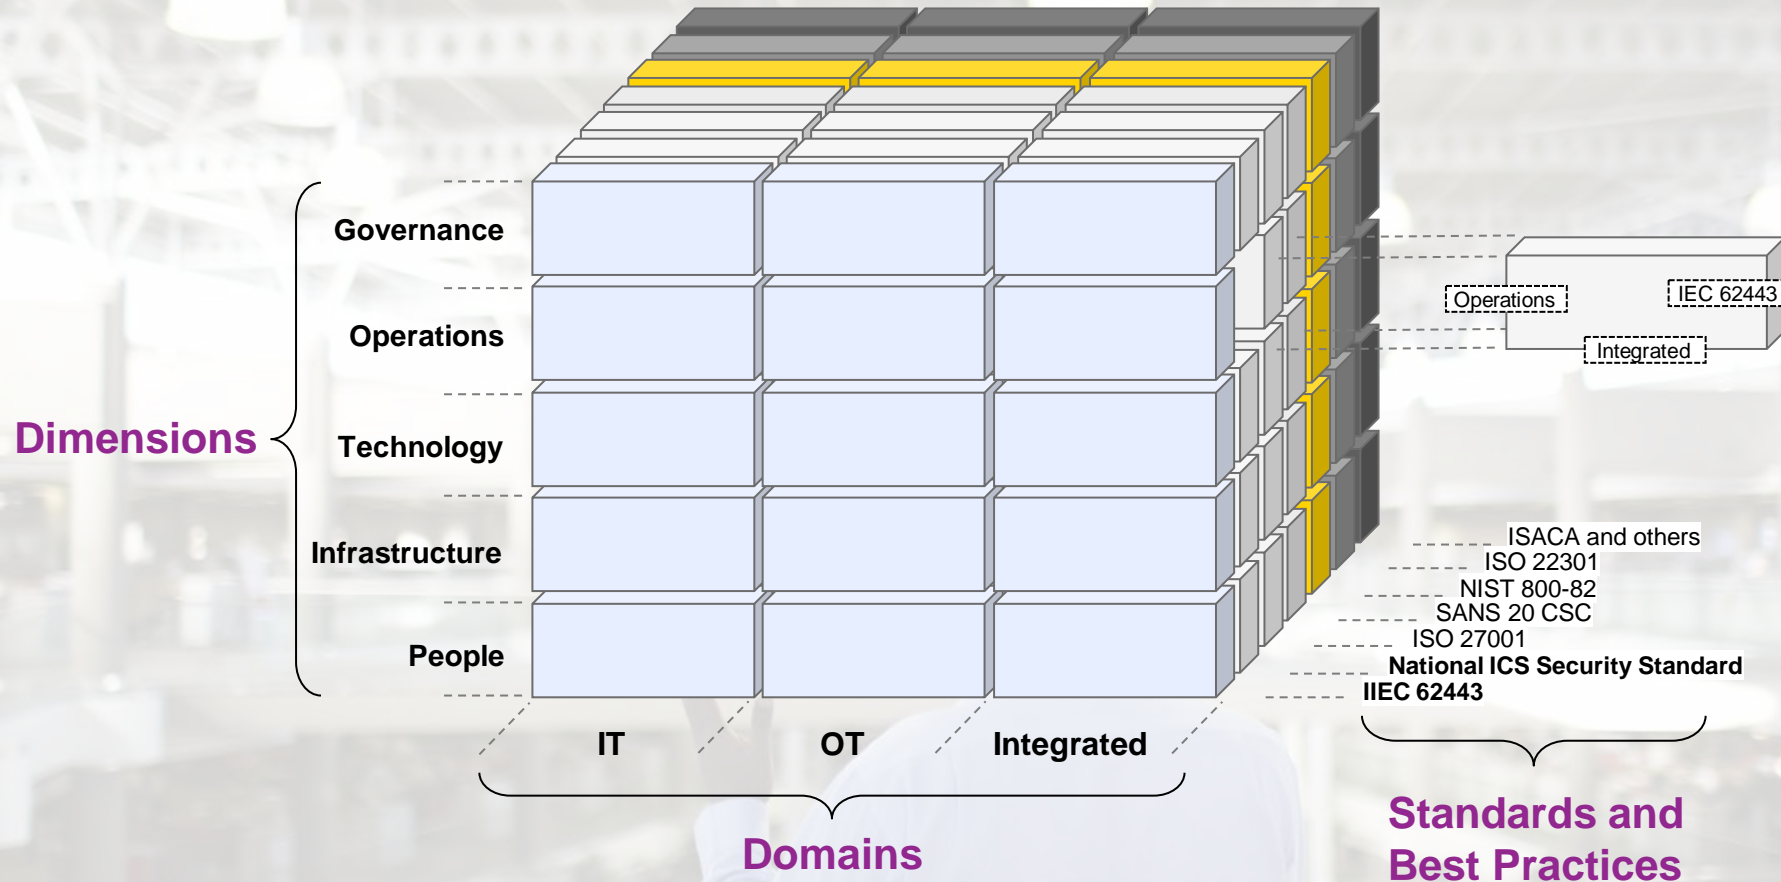 Governance
Operations
Technology
Infrastructure
People
Dimensions
IT
OT
Integrated
Domains
Operations
IEC 62443
Integrated
ISACA and others
ISO 22301
NIST 800-82
SANS 20 CSC
ISO 27001
National ICS Security Standard
IIEC 62443
Standards and
Best Practices